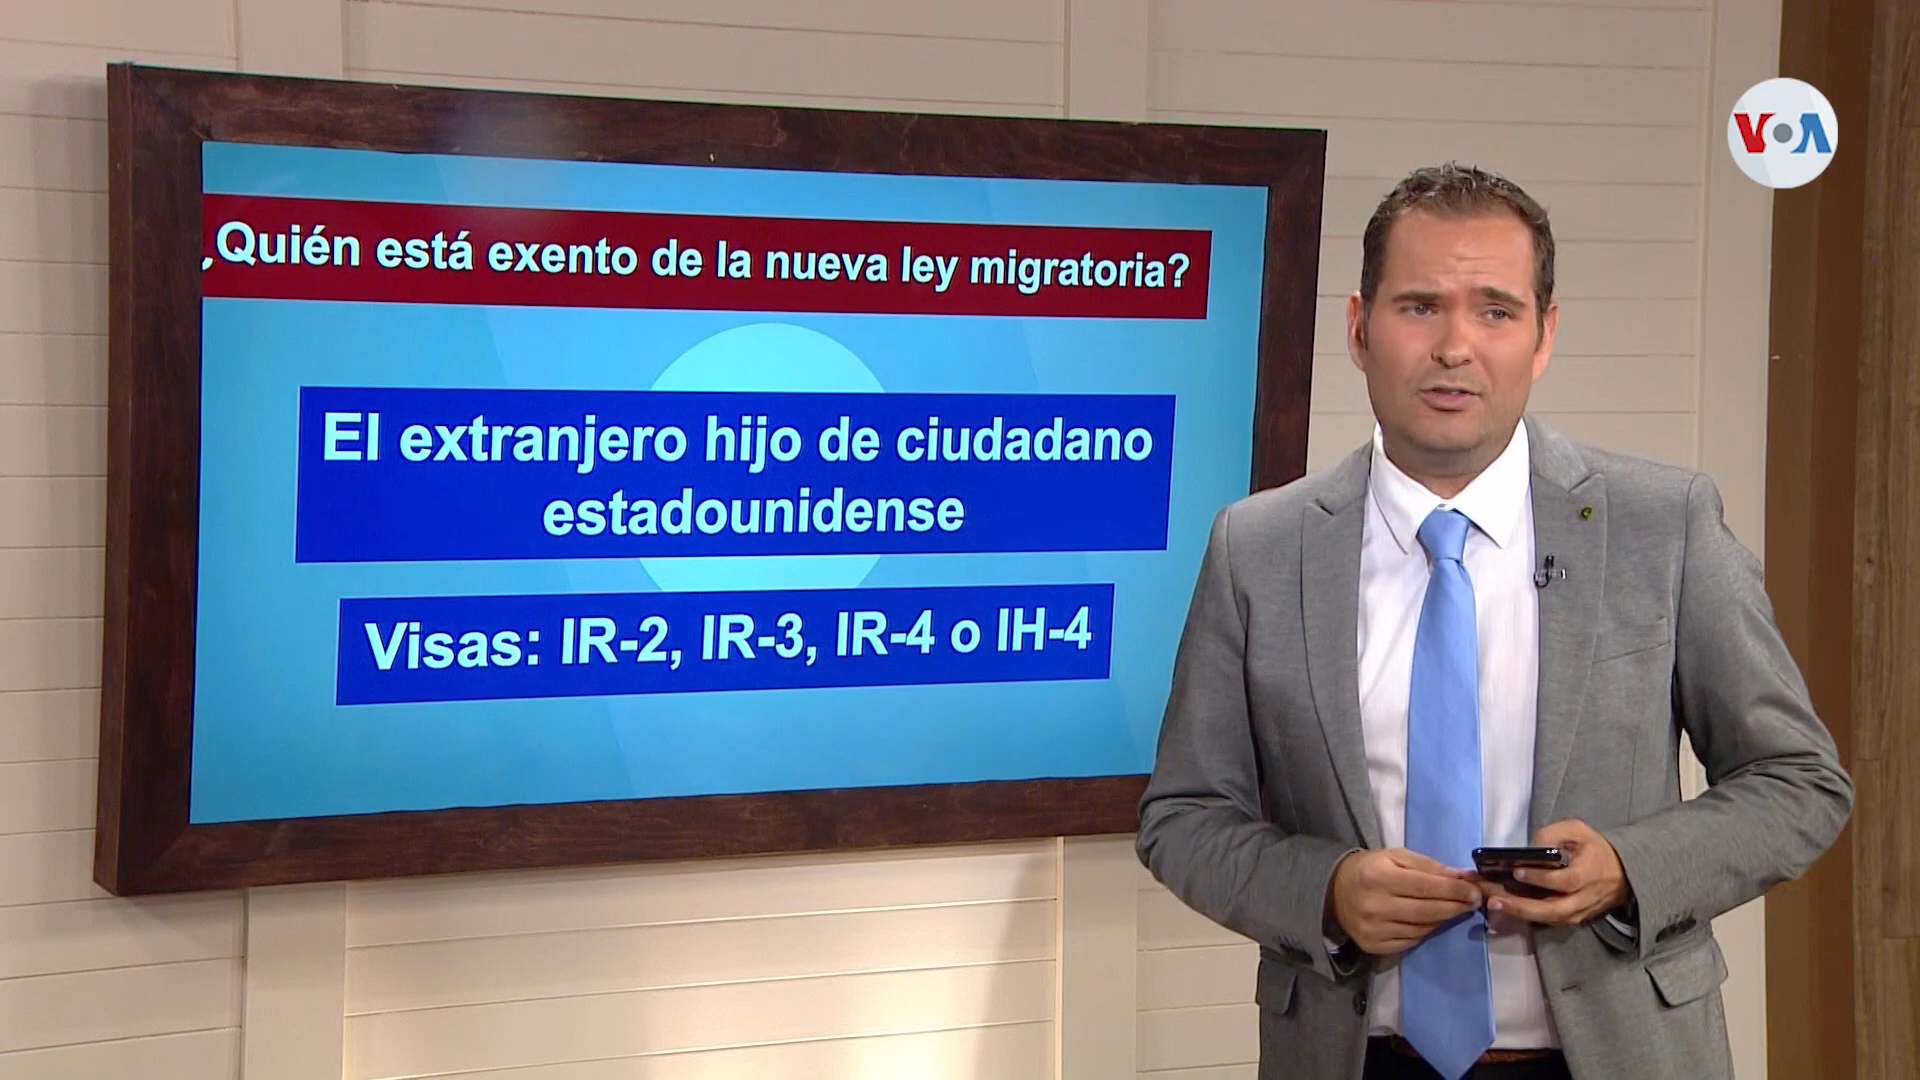 VOA
¿Quién está exento de la nueva ley migratoria?
El extranjero hijo de ciudadano
estadounidense
Visas: IR-2, IR-3, IR-4 o IH-4